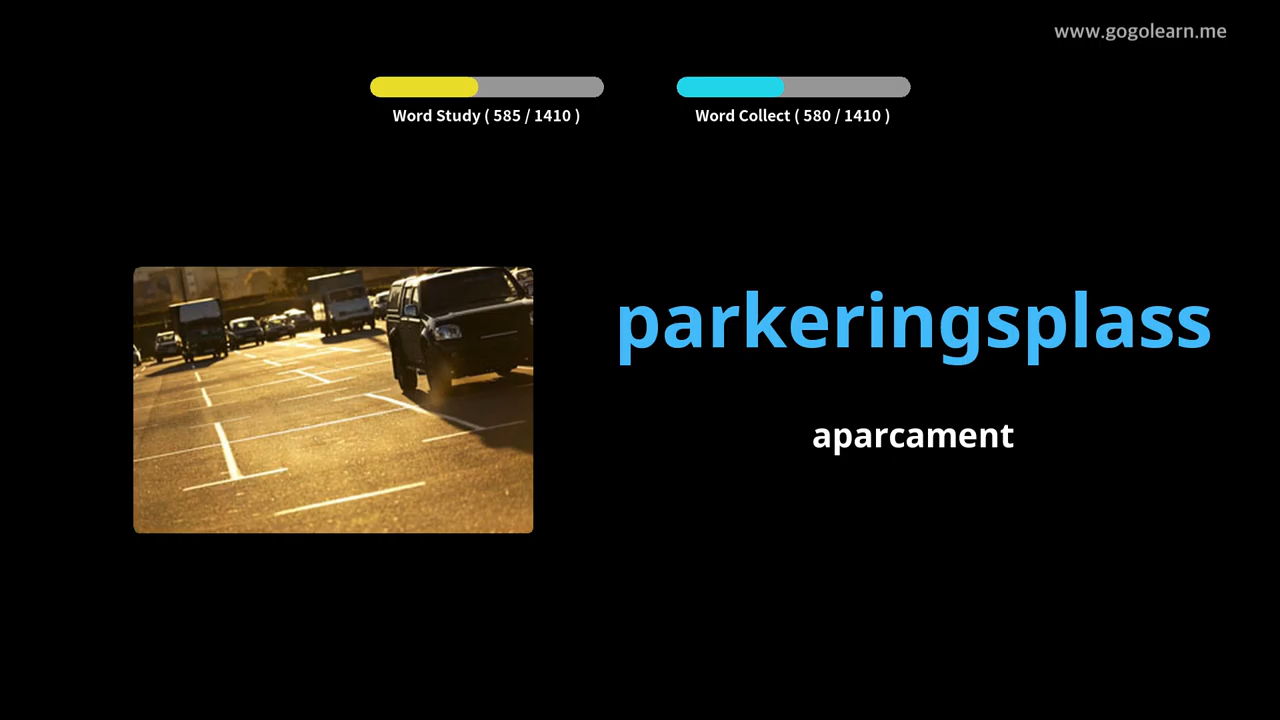 www.gogolearn.me
Word Study ( 585 / 1410 )
Word Collect ( 580 / 1410 )
parkeringsplass
aparcament